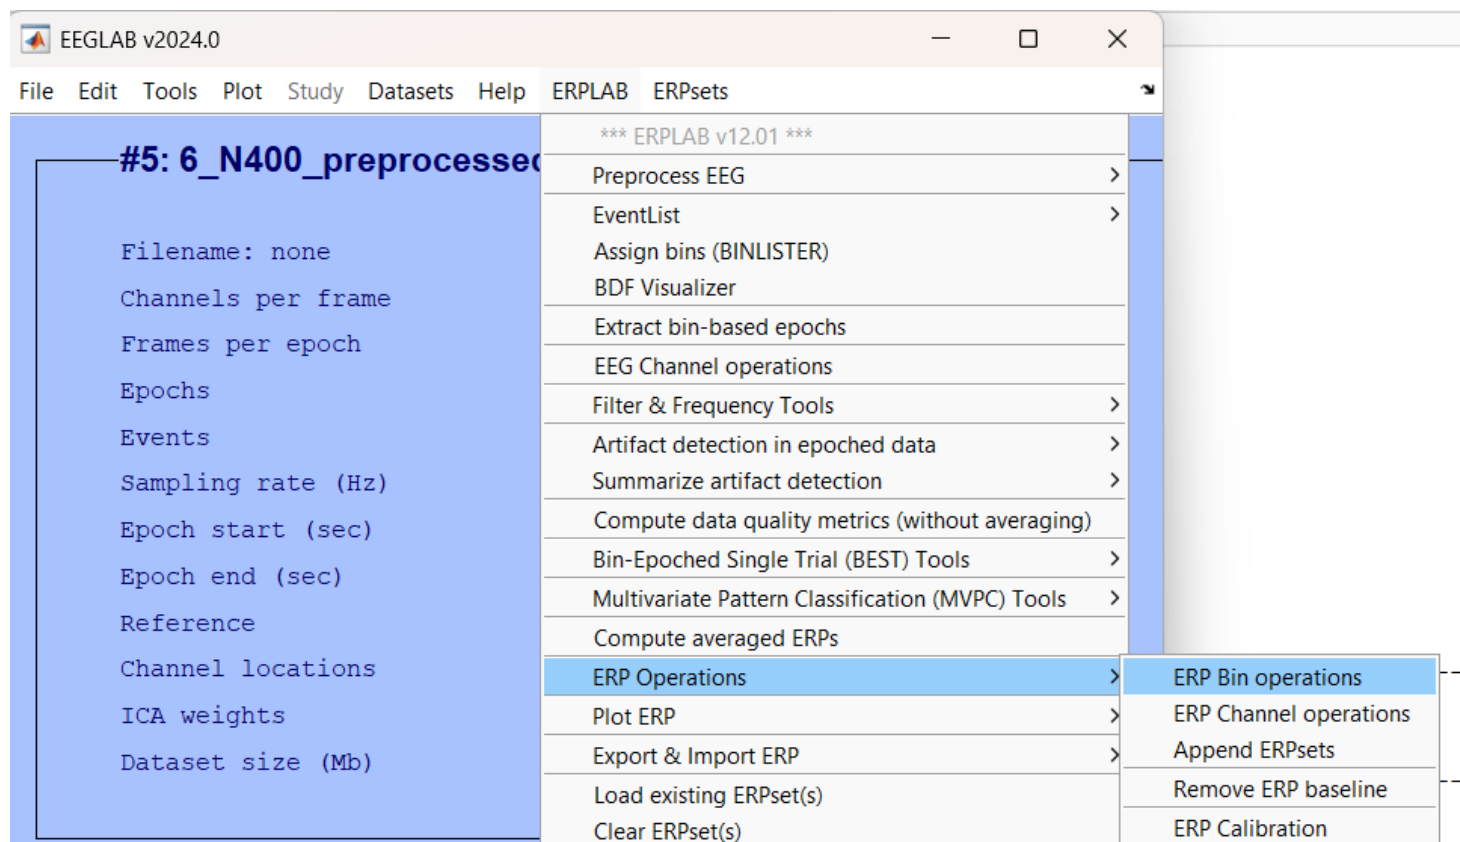 EEGLAB v2024.0
File Edit Tools Plot Study Datasets Help ERPLAB ERPsets
#5: 6_N400_preprocessed
Filename: none
Channels per frame
Frames per epoch
Epochs
Events
Sampling rate (Hz)
Epoch start (sec)
Epoch end (sec)
Reference
Channel locations
ICA weights
Dataset size (Mb)
*** ERPLAB v12.01 ***
Preprocess EEG
EventList
Assign bins (BINLISTER)
BDF Visualizer
Extract bin-based epochs
EEG Channel operations
Filter & Frequency Tools
Artifact detection in epoched data
Summarize artifact detection
Compute data quality metrics (without averaging)
Bin-Epoched Single Trial (BEST) Tools
Multivariate Pattern Classification (MVPC) Tools
Compute averaged ERPs
ERP Operations
Plot ERP
Export & Import ERP
Load existing ERPset(s)
Clear ERPset(s)
ERP Bin operations
ERP Channel operations
Append ERPsets
Remove ERP baseline
ERP Calibration